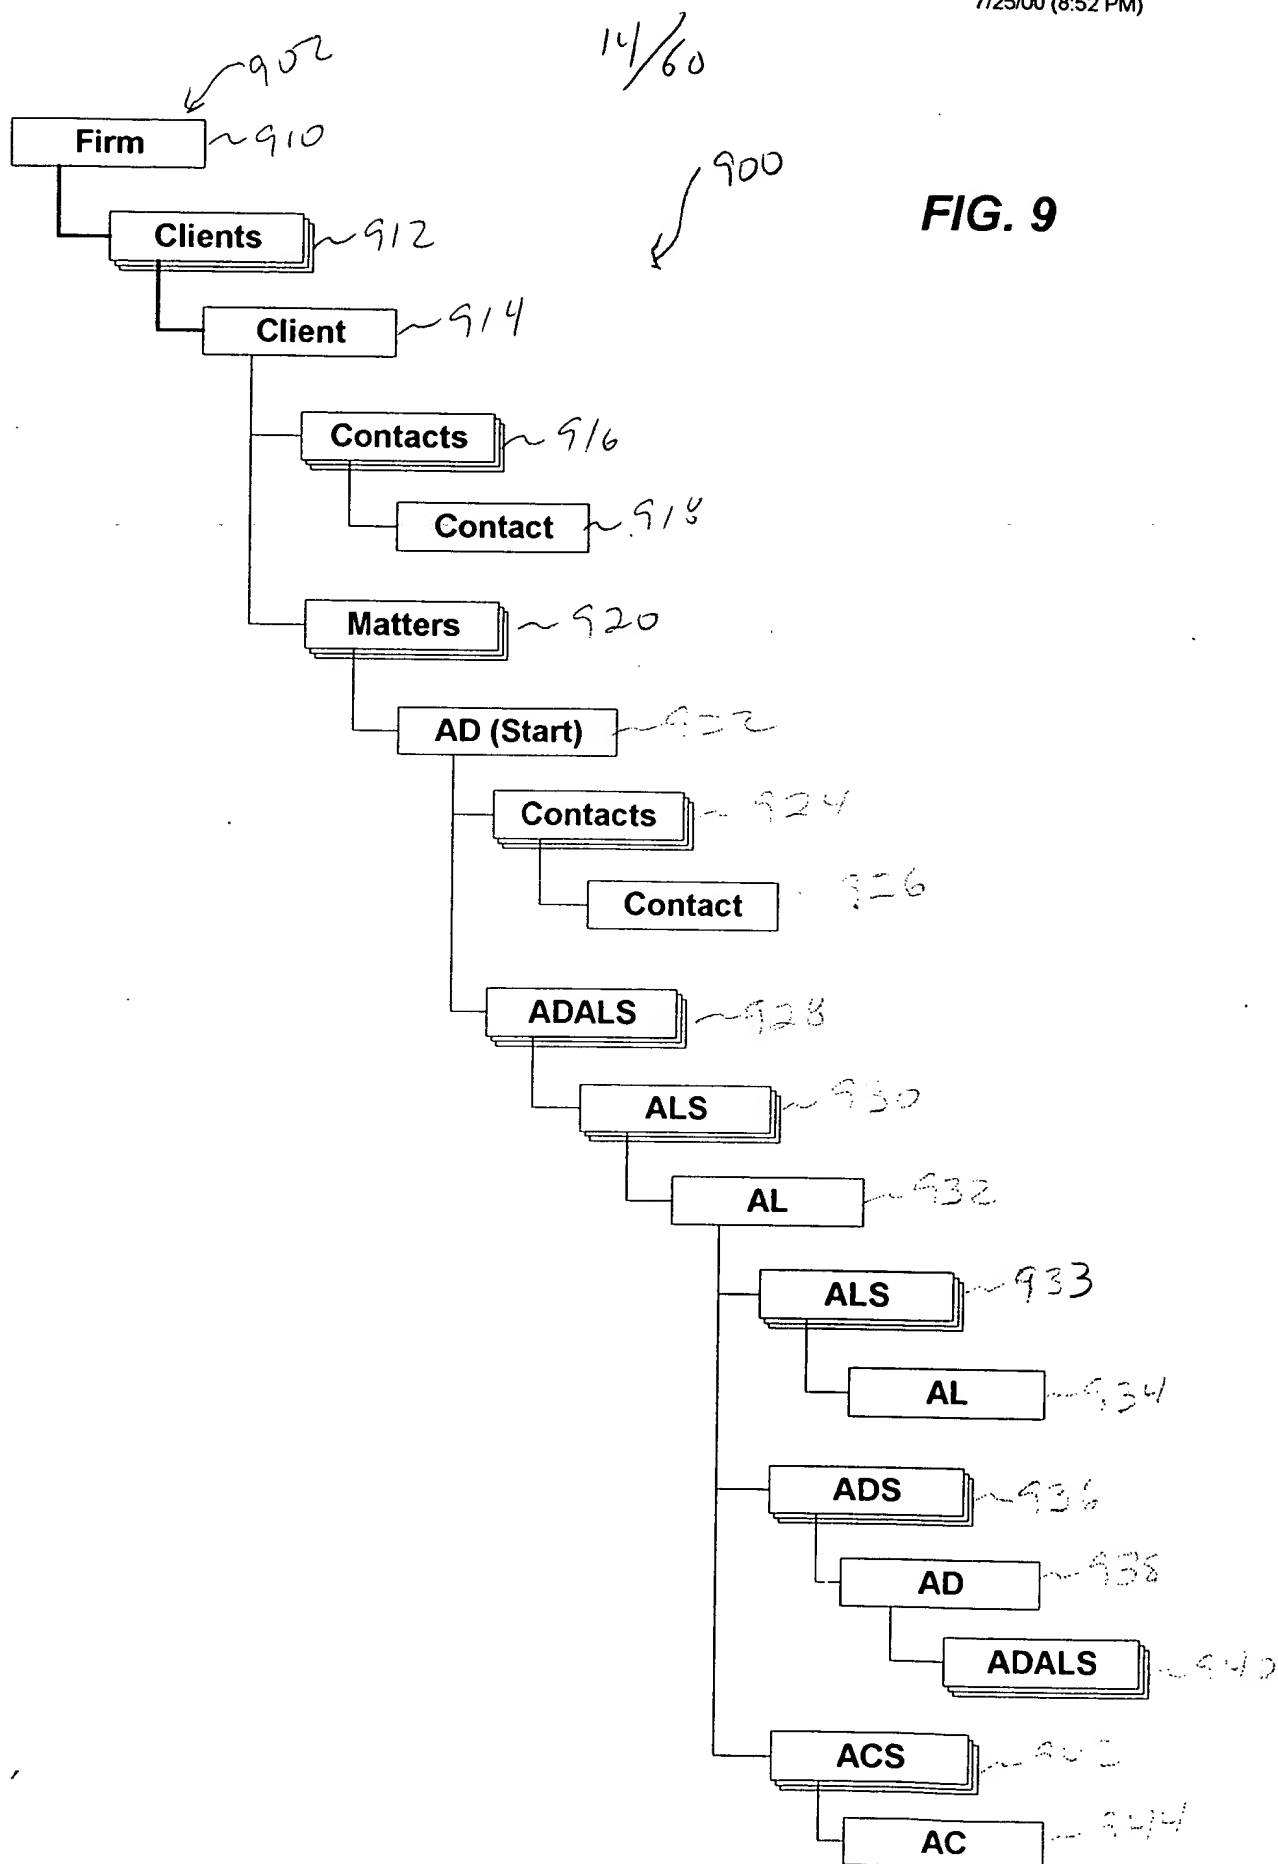 7/25/00 (8:52 PM)
14/60
902
Firm ~910
900
FIG. 9
Clients ~912
Client ~914
Contacts ~916
Contact ~918
Matters ~920
AD (Start) ~922
Contacts ~924
Contact 926
ADALS ~928
ALS ~930
AL ~932
ALS ~933
AL ~934
ADS ~936
AD ~938
ADALS ~940
ACS
AC ~944